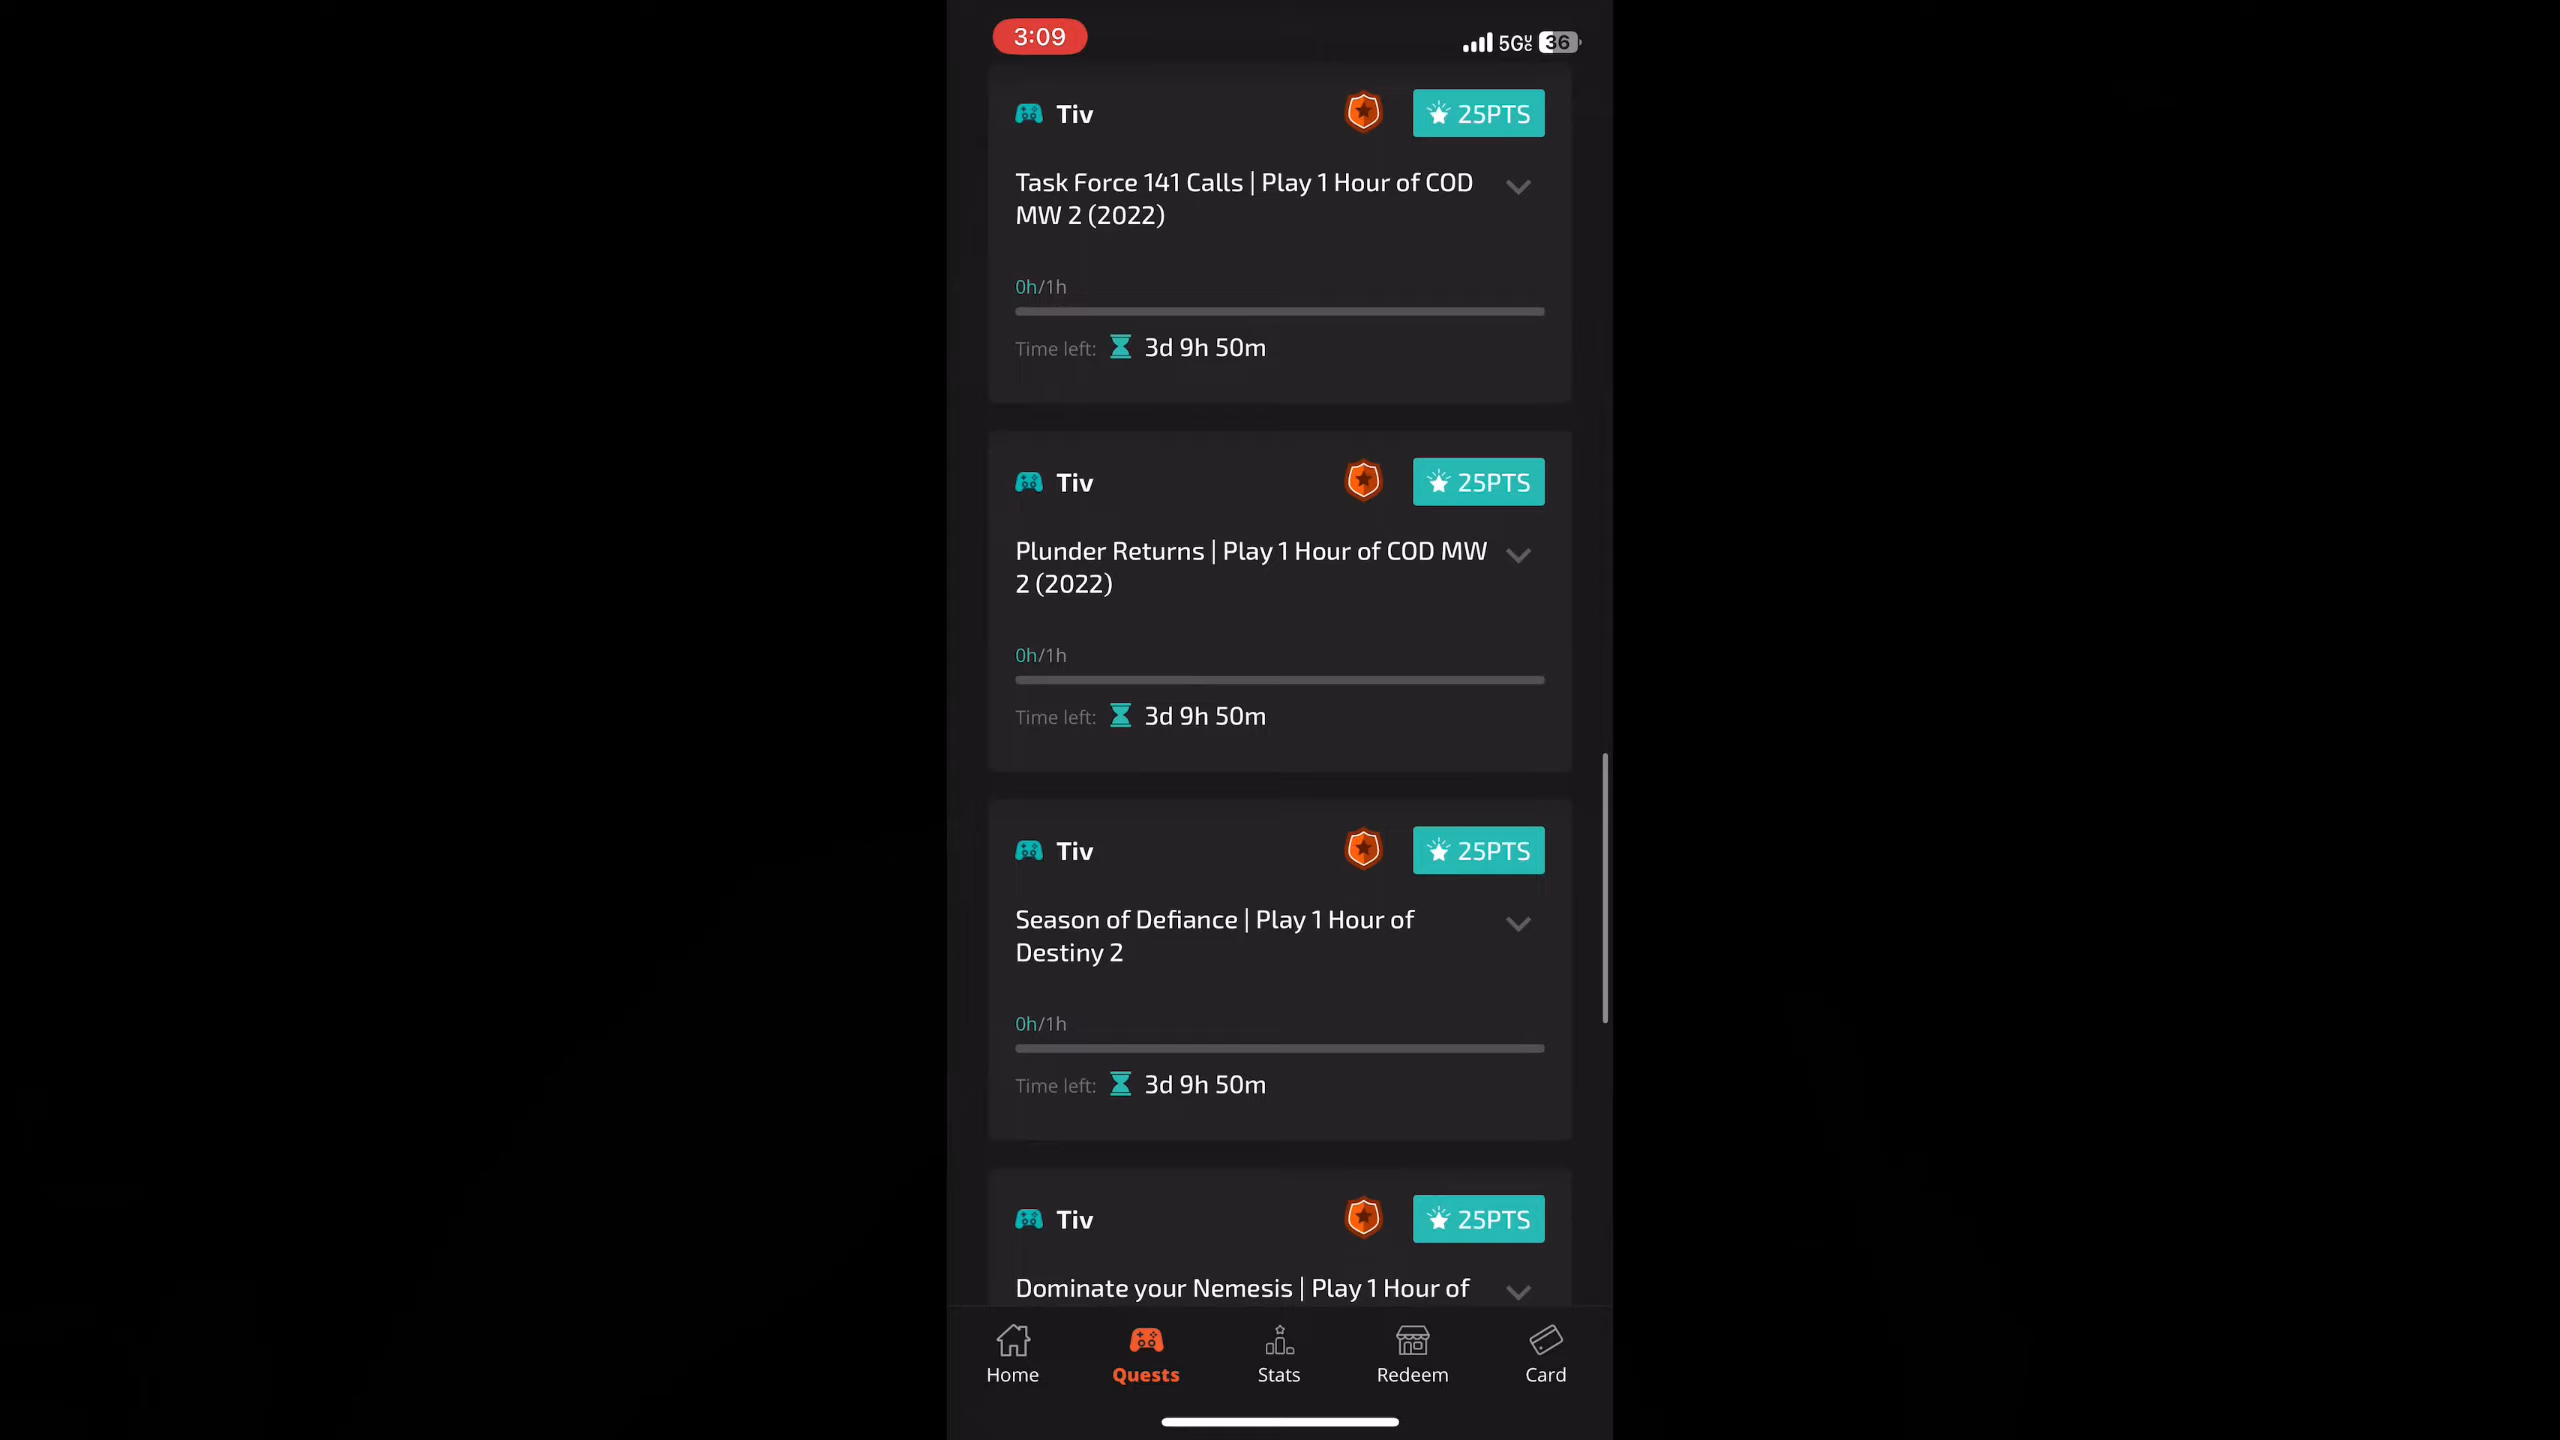 3:09
5G UC 36
Tiv
25PTS
Task Force 141 Calls | Play 1 Hour of COD
MW 2 (2022)
0h/1h
Time left: 3d 9h 50m
Tiv
25PTS
Plunder Returns | Play 1 Hour of COD MW
2 (2022)
0h/1h
Time left: 3d 9h 50m
Tiv
25PTS
Season of Defiance | Play 1 Hour of
Destiny 2
0h/1h
Time left: 3d 9h 50m
Tiv
25PTS
Dominate your Nemesis | Play 1 Hour of
Home
Quests
Stats
Redeem
Card